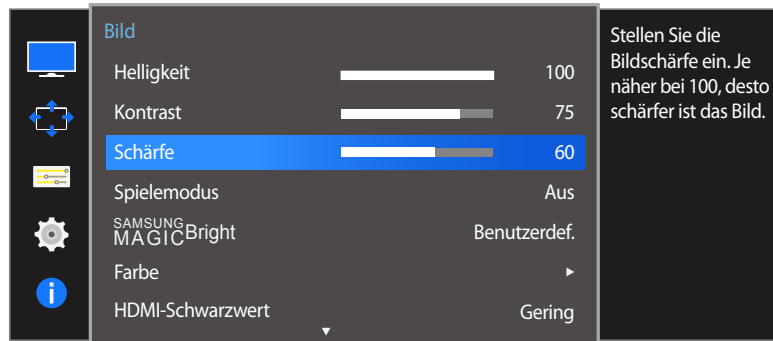 Bild
Helligkeit 100
Kontrast 75
Schärfe 60
Spielemodus Aus
SAMSUNG
MAGICBright Benutzerdef.
Farbe
HDMI-Schwarzwert Gering
Stellen Sie die
Bildschärfe ein. Je
näher bei 100, desto
schärfer ist das Bild.
i